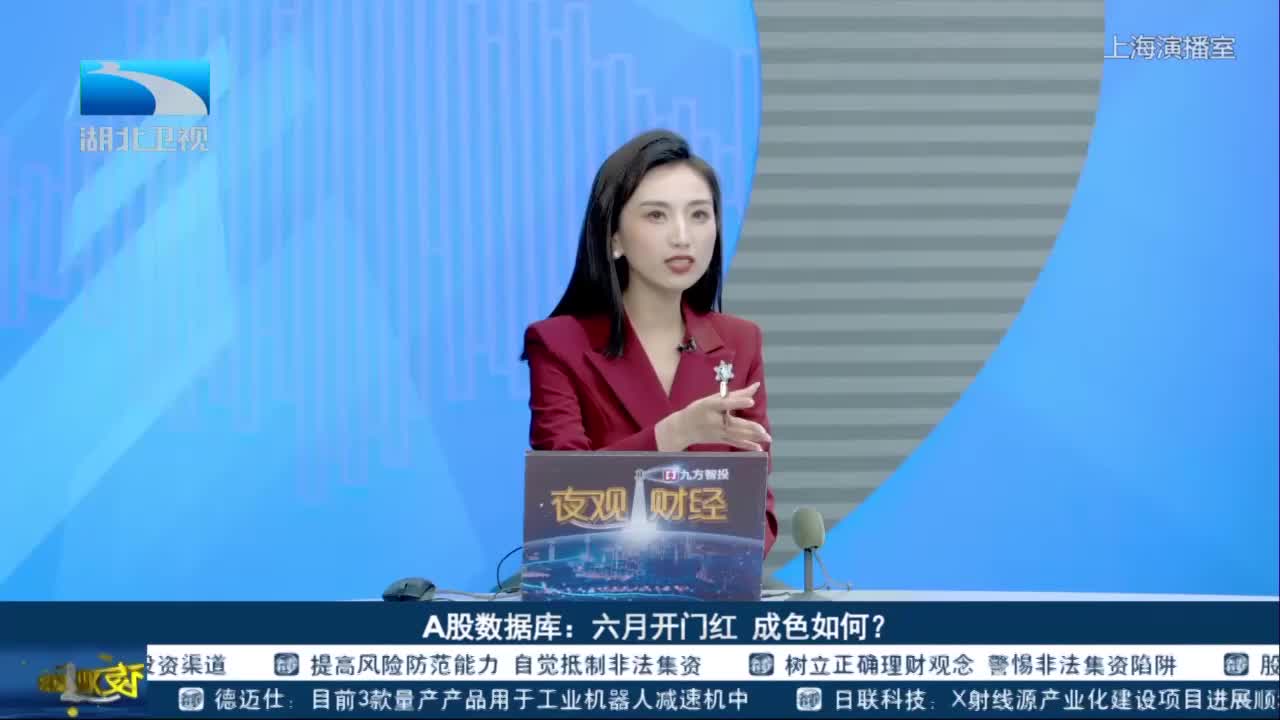 上海演播室
湖北卫视
九方智投
夜观财经
A股数据库：六月开门红 成色如何？
投资渠道 提高风险防范能力 自觉抵制非法集资 树立正确理财观念 警惕非法集资陷阱 股
德迈仕：目前3款量产产品用于工业机器人减速机中 日联科技：X射线源产业化建设项目进展顺